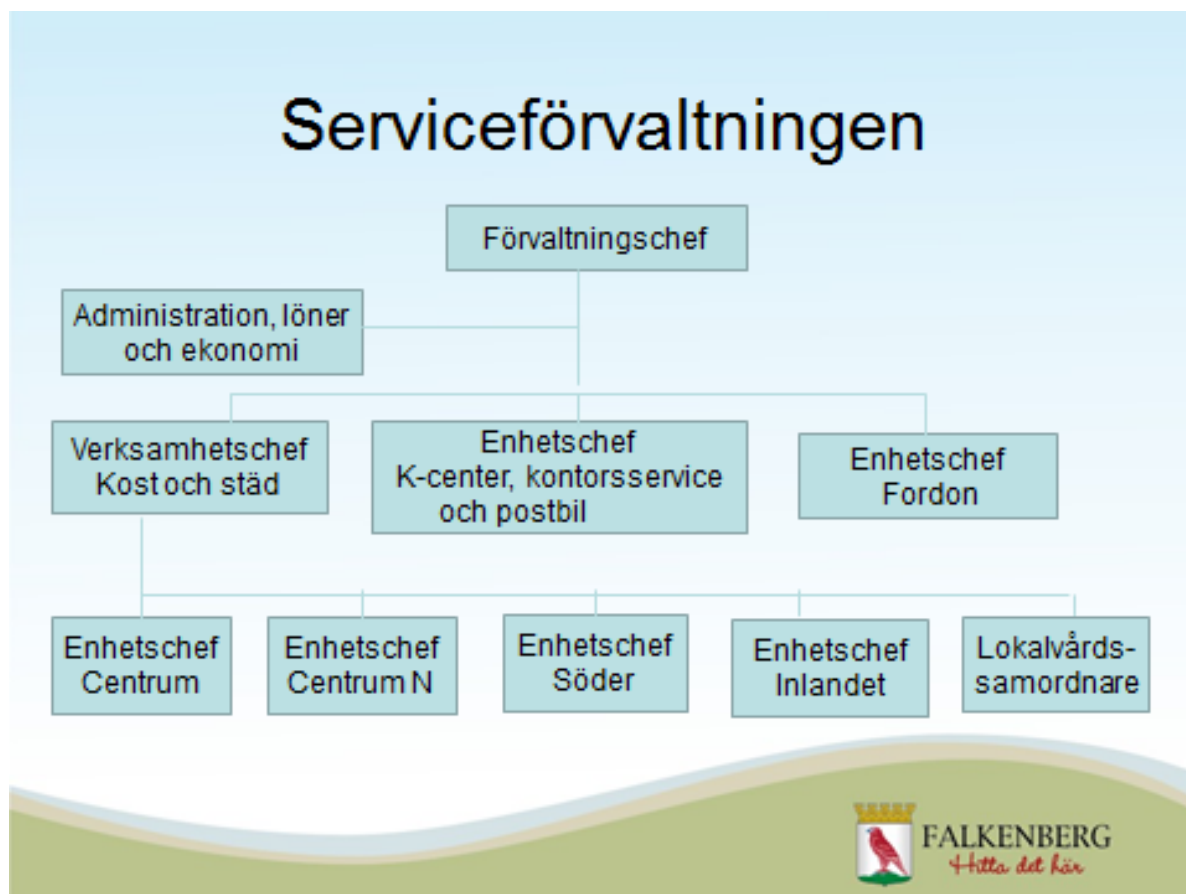 Serviceförvaltningen
Förvaltningschef
Administration, löner
och ekonomi
Verksamhetschef
Kost och städ
Enhetschef
K-center, kontorsservice
och postbil
Enhetschef
Fordon
Enhetschef
Centrum
Enhetschef
Centrum N
Enhetschef
Söder
Enhetschef
Inlandet
Lokalvårds-
samordnare
FALKENBERG
Hitta det här